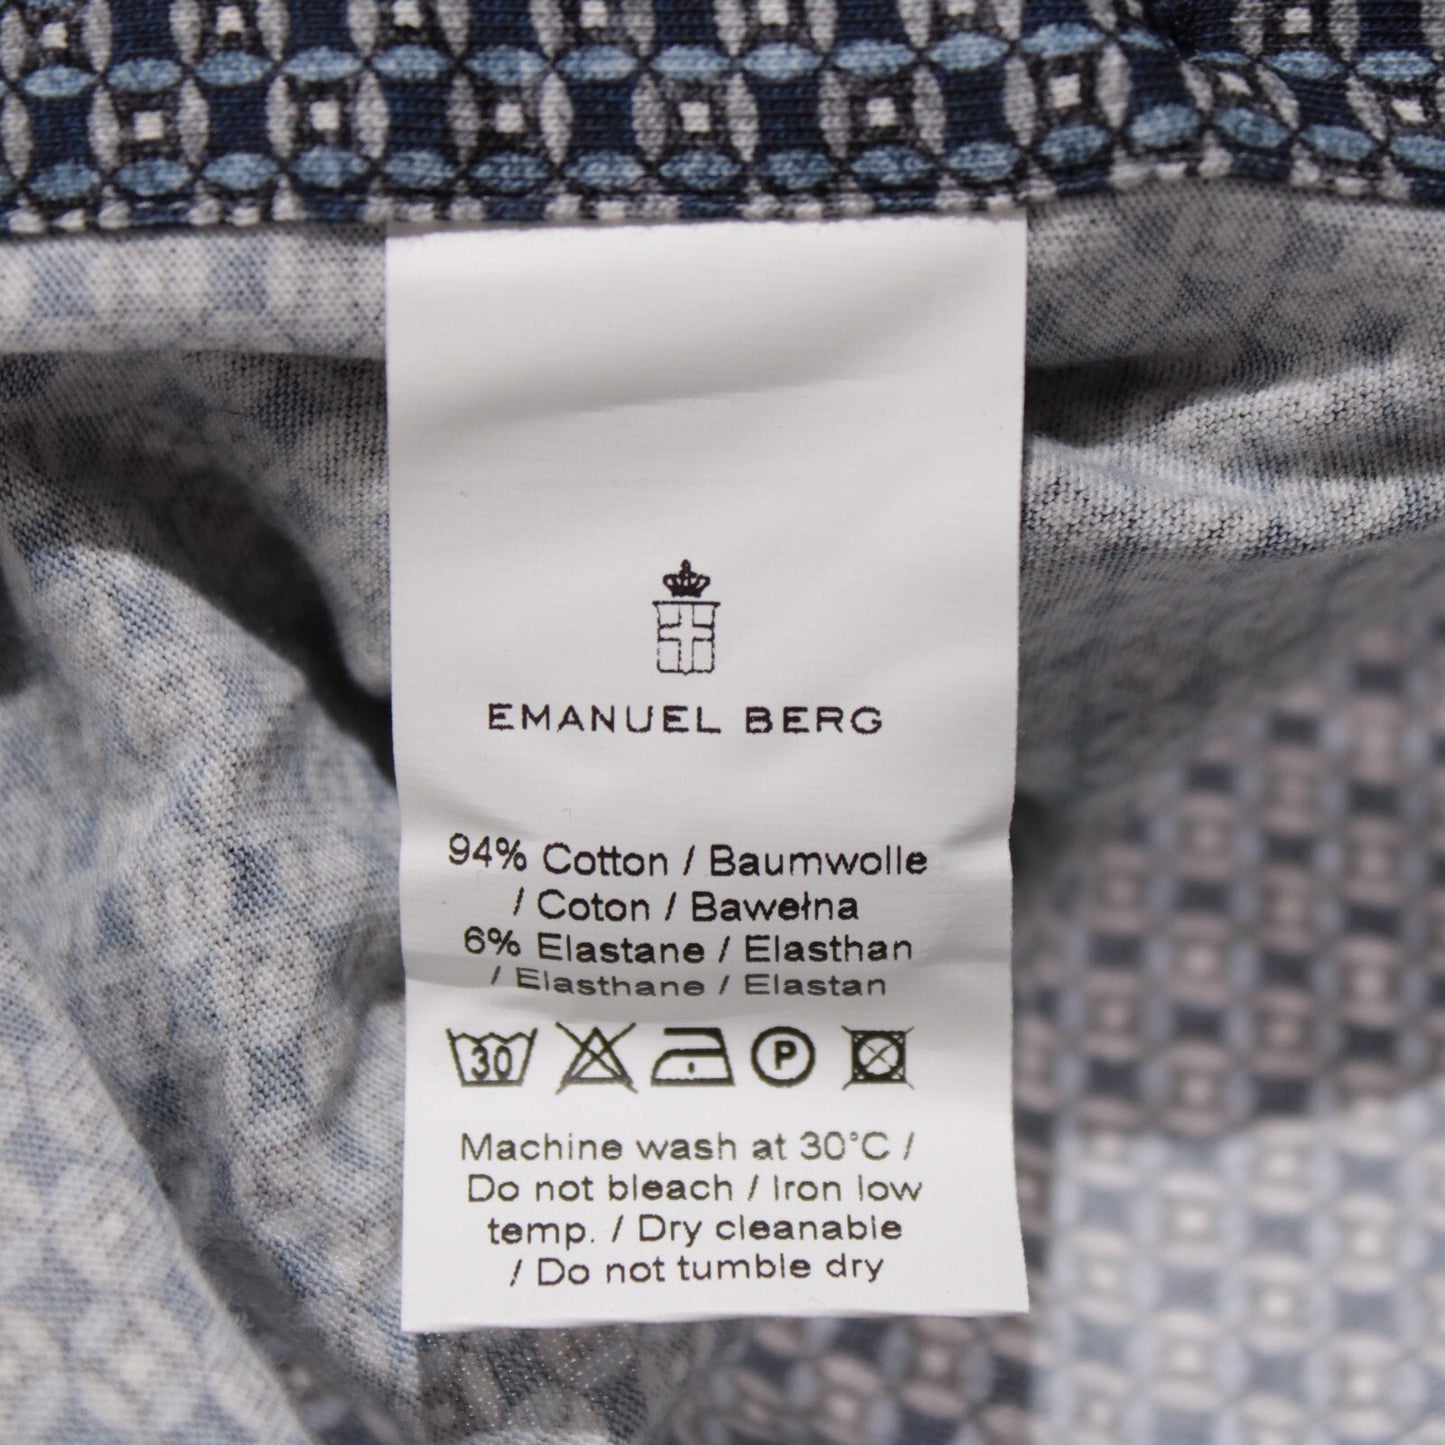 EMANUEL BERG
94% Cotton / Baumwolle
/ Coton / Bawełna
6% Elastane / Elasthan
/ Elasthane / Elastan
30 P
Machine wash at 30°C /
Do not bleach / Iron low
temp. / Dry cleanable
/ Do not tumble dry